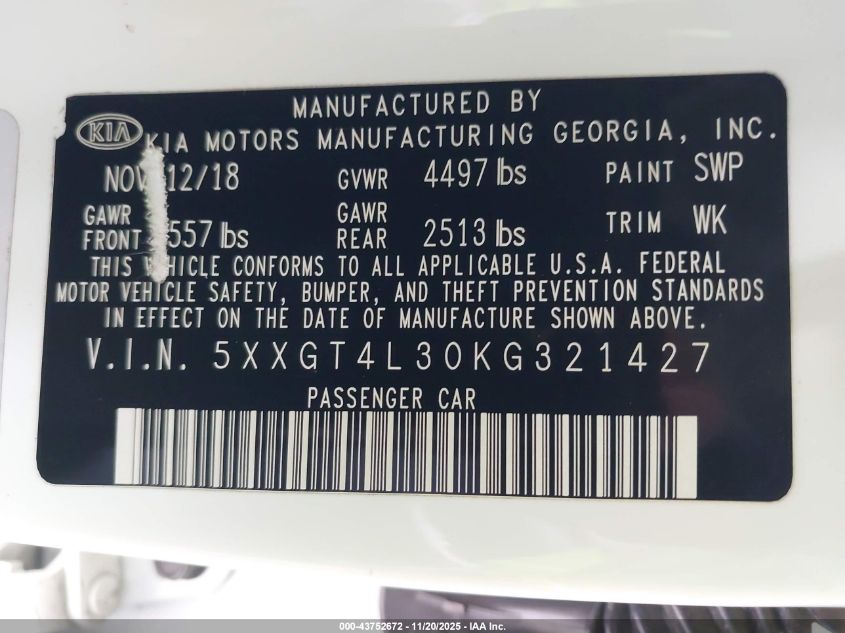 MANUFACTURED BY
KIA KIA MOTORS MANUFACTURING GEORGIA, INC.
NOV 12/18 GVWR 4497 lbs PAINT SWP
GAWR FRONT 557 lbs GAWR REAR 2513 lbs TRIM WK
THIS VEHICLE CONFORMS TO ALL APPLICABLE U.S.A. FEDERAL
MOTOR VEHICLE SAFETY, BUMPER, AND THEFT PREVENTION STANDARDS
IN EFFECT ON THE DATE OF MANUFACTURE SHOWN ABOVE.
V.I.N. 5XXGT4L30KG321427
PASSENGER CAR
000-43752672 - 11/20/2025 - IAA Inc.